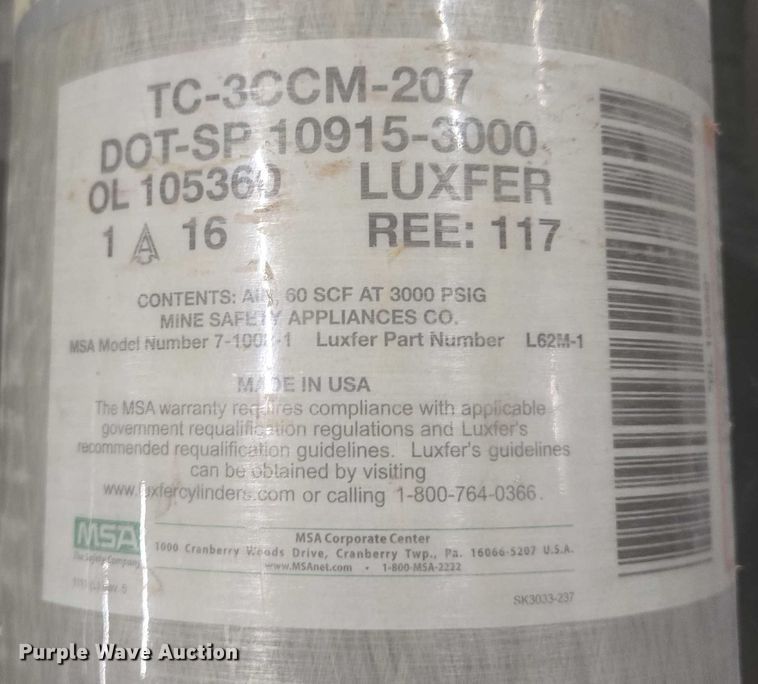 TC-3CCM-207
DOT-SP 10915-3000
OL 105360 LUXFER
1 A 16 REE: 117
CONTENTS: AIR, 60 SCF AT 3000 PSIG
MINE SAFETY APPLIANCES CO.
MSA Model Number Luxfer Part Number L62M-1
MADE IN USA
The MSA warranty requires compliance with applicable
government requalification regulations and Luxfer's
recommended requalification guidelines. Luxfer's guidelines
can be obtained by visiting
www.luxfercylinders.com or calling 1-800-764-0366.
MSA
The Safety Company
MSA Corporate Center
1000 Cranberry Woods Drive, Cranberry Twp., Pa. 16066-5207 U.S.A.
www.MSAnet.com • 1-800-MSA-2222
SK3033-237
Purple Wave Auction